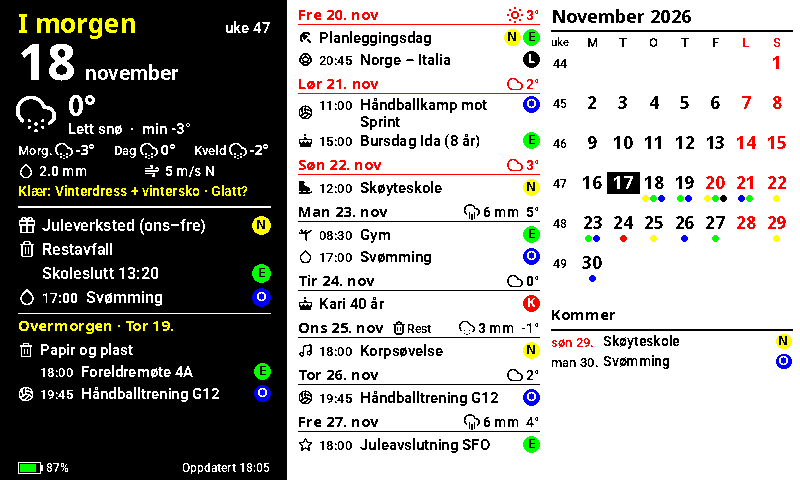 I morgen
uke 47
18 november
0°
Lett snø · min -3°
Morg. -3° Dag 0° Kveld -2°
2.0 mm 5 m/s N
Klær: Vinterdress + vintersko · Glatt?
Juleverksted (ons–fre) N
Restavfall
Skoleslutt 13:20 E
17:00 Svømming O
Overmorgen · Tor 19.
Papir og plast
18:00 Foreldremøte 4A E
19:45 Håndballtrening G12 O
87% Oppdatert 18:05
Fre 20. nov 3°
Planleggingsdag N E
20:45 Norge – Italia L
Lør 21. nov 2°
11:00 Håndballkamp mot O
Sprint
15:00 Bursdag Ida (8 år) E
Søn 22. nov 3°
12:00 Skøyteskole N
Man 23. nov 6 mm 5°
08:30 Gym E
17:00 Svømming O
Tir 24. nov 0°
Kari 40 år K
Ons 25. nov Rest 3 mm -1°
18:00 Korpsøvelse N
Tor 26. nov 2°
19:45 Håndballtrening G12 O
Fre 27. nov 6 mm 4°
18:00 Juleavslutning SFO E
November 2026
uke M T O T F L S
44 1
45 2 3 4 5 6 7 8
46 9 10 11 12 13 14 15
47 16 17 18 19 20 21 22
48 23 24 25 26 27 28 29
49 30
Kommer
søn 29. Skøyteskole N
man 30. Svømming O